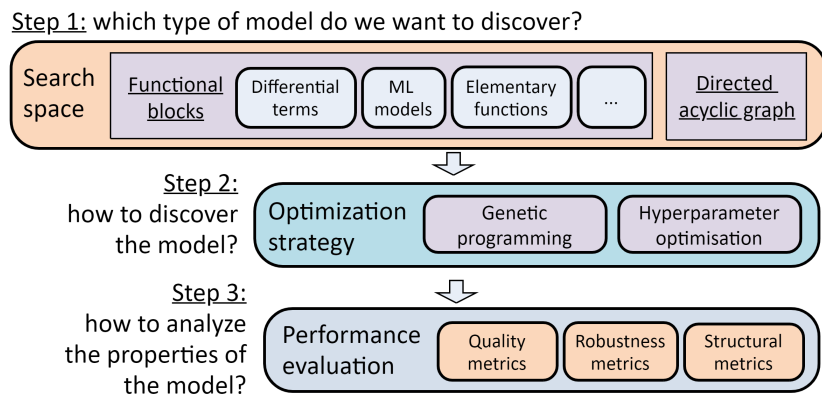 Step 1: which type of model do we want to discover?
Search
space
Functional
blocks
Differential
terms
ML
models
Elementary
functions
...
Directed
acyclic graph
Step 2:
how to discover
the model?
Optimization
strategy
Genetic
programming
Hyperparameter
optimisation
Step 3:
how to analyze
the properties of
the model?
Performance
evaluation
Quality
metrics
Robustness
metrics
Structural
metrics